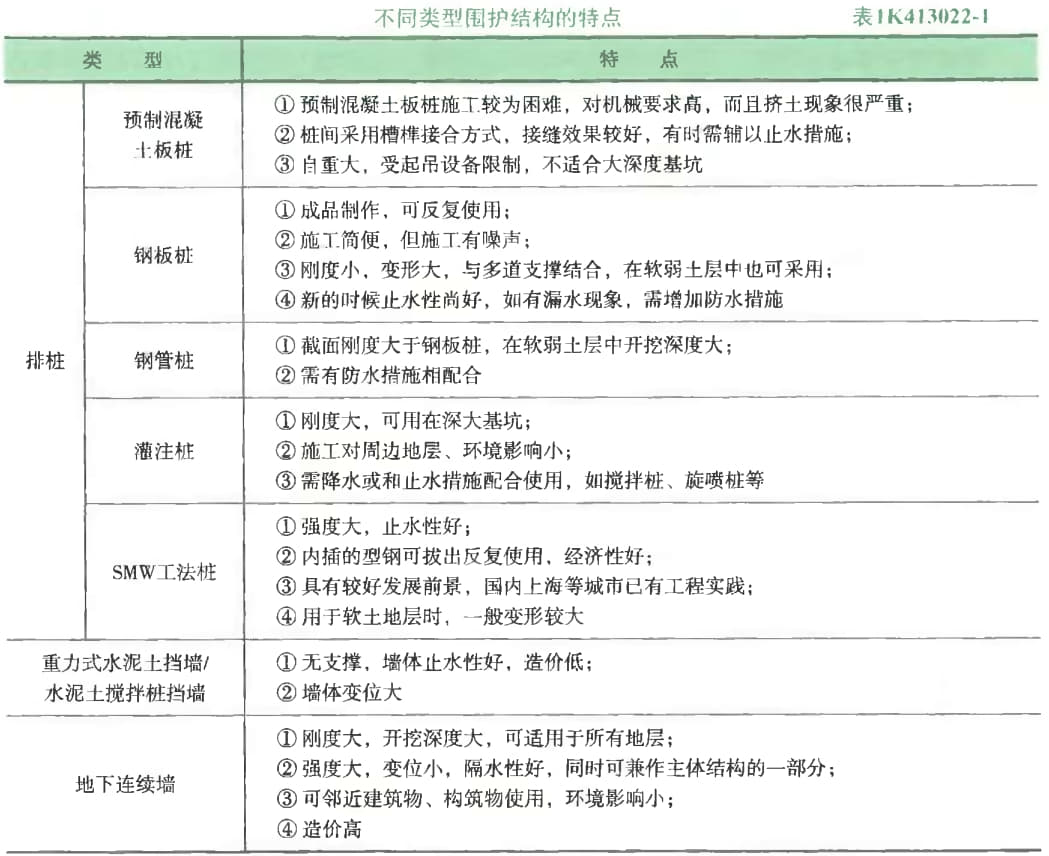 不同类型围护结构的特点 表1K413022-1
类 型 特 点
排桩
预制混凝
土板桩
① 预制混凝土板桩施工较为困难，对机械要求高，而且挤土现象很严重；
② 桩间采用槽榫接合方式，接缝效果较好，有时需辅以止水措施；
③ 自重大，受起吊设备限制，不适合大深度基坑
钢板桩
① 成品制作，可反复使用；
② 施工简便，但施工有噪声；
③ 刚度小，变形大，与多道支撑结合，在软弱土层中也可采用；
④ 新的时候止水性尚好，如有漏水现象，需增加防水措施
钢管桩
① 截面刚度大于钢板桩，在软弱土层中开挖深度大；
② 需有防水措施相配合
灌注桩
① 刚度大，可用在深大基坑；
② 施工对周边地层、环境影响小；
③ 需降水或和止水措施配合使用，如搅拌桩、旋喷桩等
SMW工法桩
① 强度大，止水性好；
② 内插的型钢可拔出反复使用，经济性好；
③ 具有较好发展前景，国内上海等城市已有工程实践；
④ 用于软土地层时，一般变形较大
重力式水泥土挡墙/
水泥土搅拌桩挡墙
① 无支撑，墙体止水性好，造价低；
② 墙体变位大
地下连续墙
① 刚度大，开挖深度大，可适用于所有地层；
② 强度大，变位小，隔水性好，同时可兼作主体结构的一部分；
③ 可邻近建筑物、构筑物使用，环境影响小；
④ 造价高